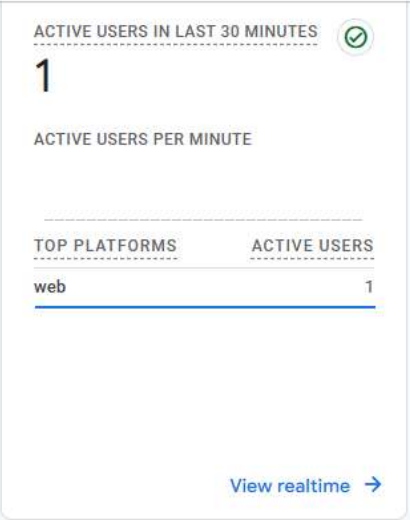 ACTIVE USERS IN LAST 30 MINUTES
1
ACTIVE USERS PER MINUTE
TOP PLATFORMS ACTIVE USERS
web 1
View realtime